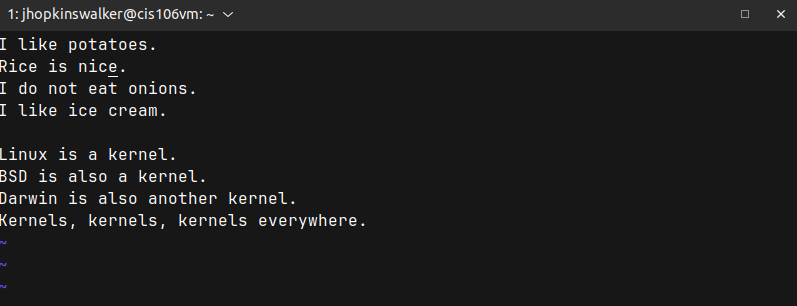 1: jhopkinswalker@cis106vm: ~
I like potatoes.
Rice is nice.
I do not eat onions.
I like ice cream.

Linux is a kernel.
BSD is also a kernel.
Darwin is also another kernel.
Kernels, kernels, kernels everywhere.
~
~
~